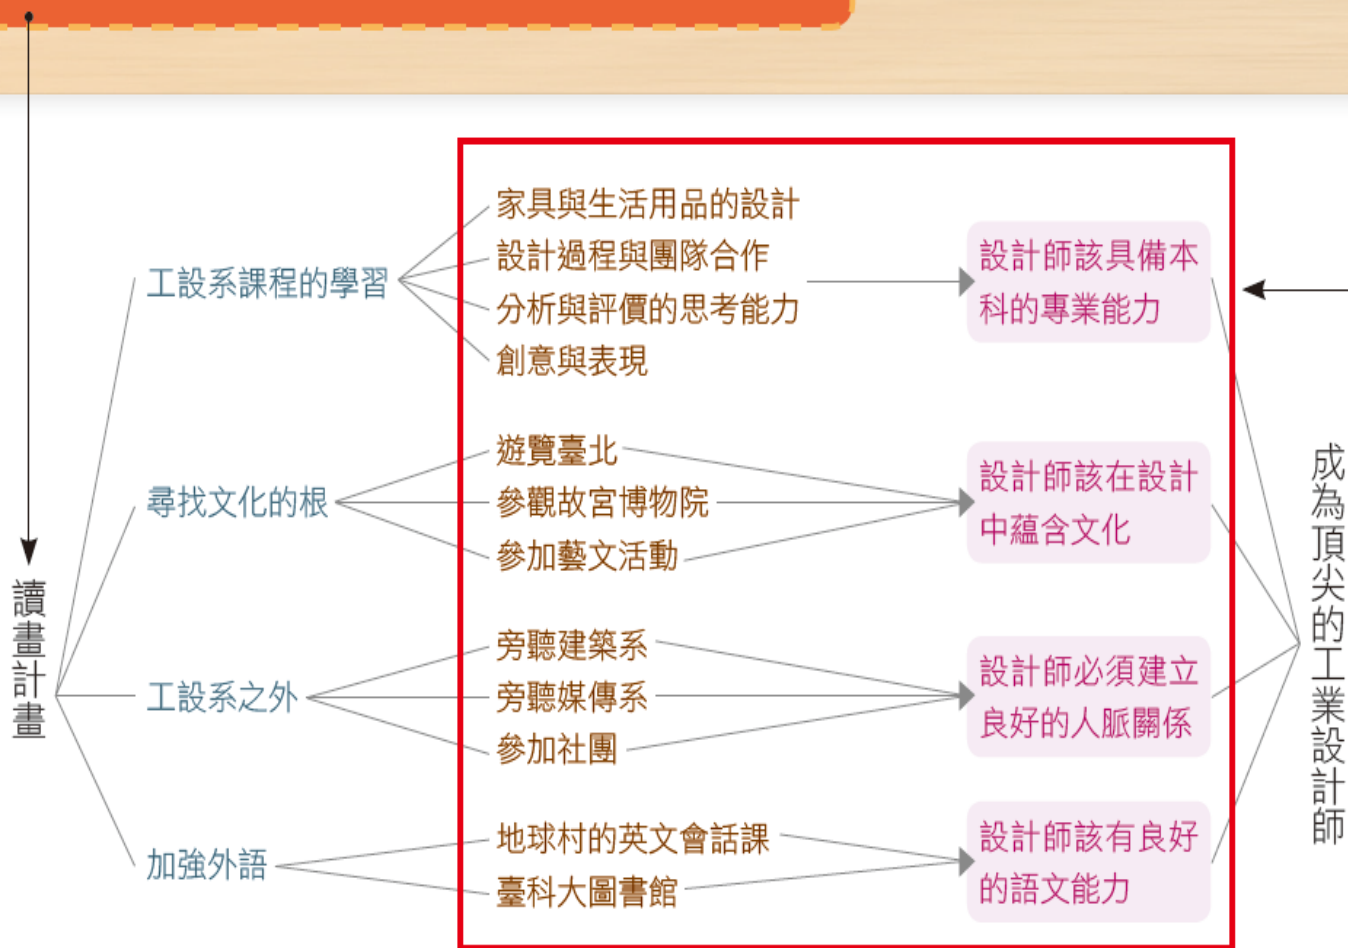 讀書計畫
工設系課程的學習
家具與生活用品的設計
設計過程與團隊合作
分析與評價的思考能力
創意與表現
設計師該具備本
科的專業能力
尋找文化的根
遊覽臺北
參觀故宮博物院
參加藝文活動
設計師該在設計
中蘊含文化
工設系之外
旁聽建築系
旁聽媒傳系
參加社團
設計師必須建立
良好的人脈關係
加強外語
地球村的英文會話課
臺科大圖書館
設計師該有良好
的語文能力
成為頂尖的工業設計師